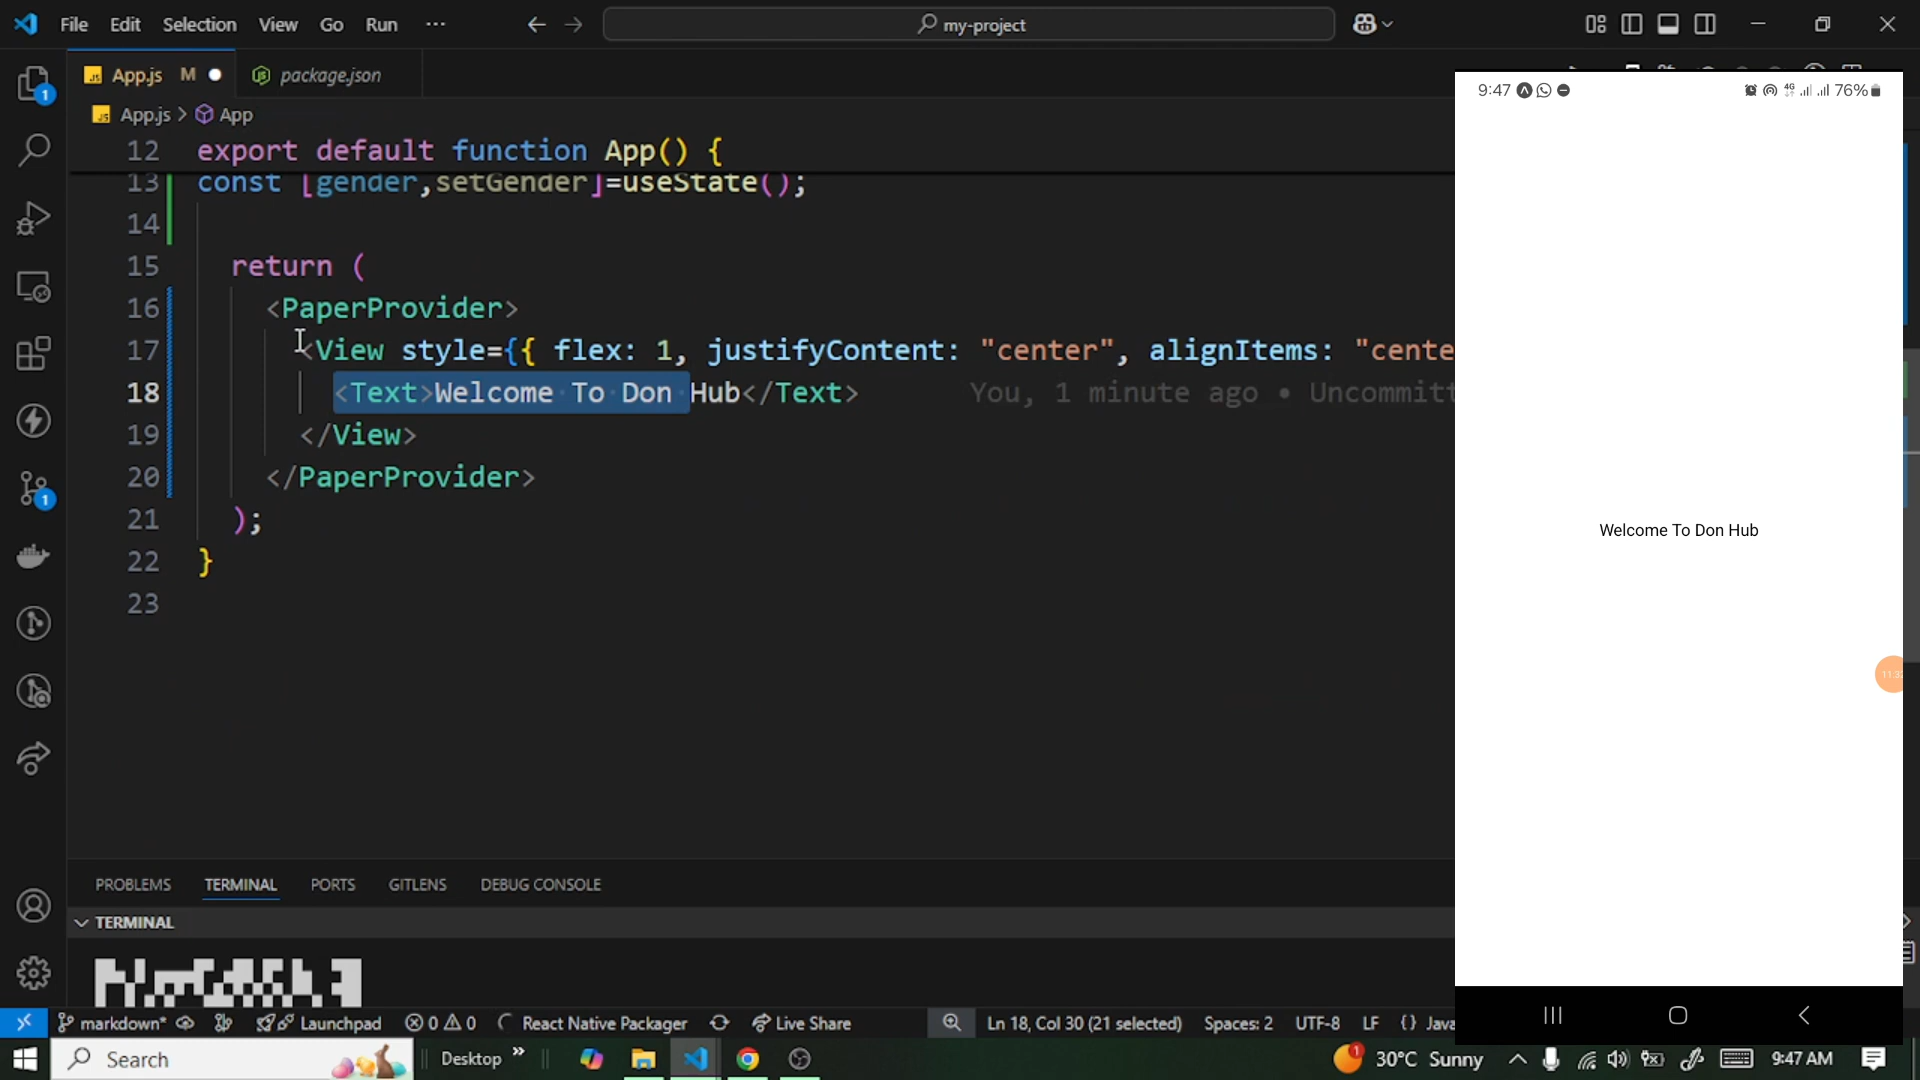 File Edit Selection View Go Run ··· my-project
App.js M package.json
App.js > App
12 export default function App() {
13 const [gender,setGender]=useState();
14
15 return (
16 <PaperProvider>
17 <View style={{ flex: 1, justifyContent: "center", alignItems: "cente
18 <Text>Welcome To Don Hub</Text> You, 1 minute ago • Uncommitt
19 </View>
20 </PaperProvider>
21 );
22 }
23
PROBLEMS TERMINAL PORTS GITLENS DEBUG CONSOLE
TERMINAL
markdown* Launchpad 0 0 React Native Packager Live Share Ln 18, Col 30 (21 selected) Spaces: 2 UTF-8 LF {} Java
Search Desktop 30°C Sunny 9:47 AM
9:47 4G 76%
Welcome To Don Hub